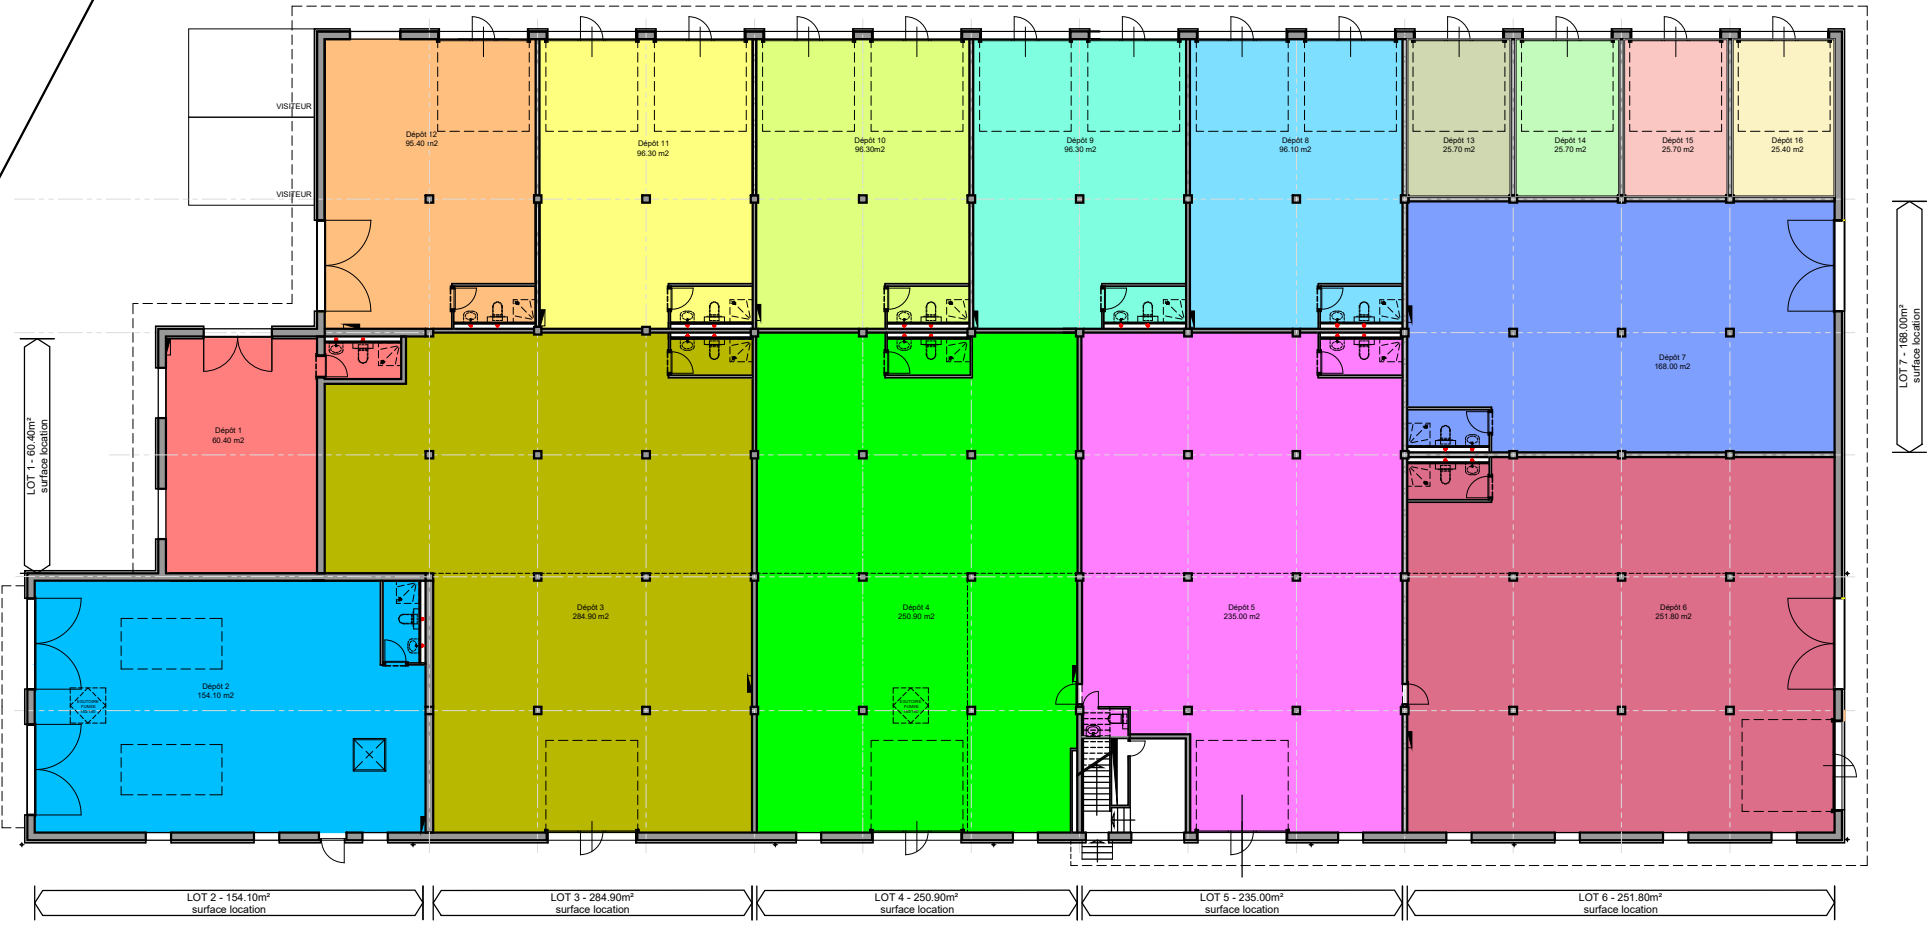 VISITEUR
VISITEUR
Dépôt 12
95.40 m2
Dépôt 11
96.30 m2
Dépôt 10
96.30m2
Dépôt 9
96.30 m2
Dépôt 8
96.10 m2
Dépôt 13
25.70 m2
Dépôt 14
25.70 m2
Dépôt 15
25.70 m2
Dépôt 16
25.40 m2
Dépôt 7
168.00 m2
LOT 7 - 168.00m²
surface location
Dépôt 1
60.40 m2
LOT 1 - 60.40m²
surface location
Dépôt 2
154.10 m2
Dépôt 3
284.90 m2
Dépôt 4
250.90 m2
Dépôt 5
235.00 m2
Dépôt 6
251.80 m2
LOT 2 - 154.10m²
surface location
LOT 3 - 284.90m²
surface location
LOT 4 - 250.90m²
surface location
LOT 5 - 235.00m²
surface location
LOT 6 - 251.80m²
surface location